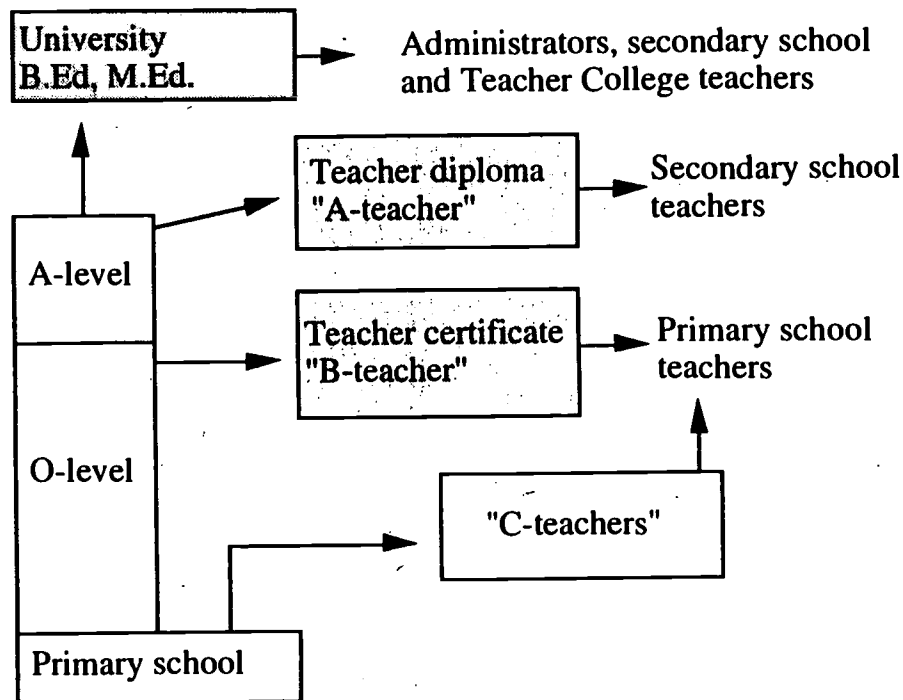 University
B.Ed, M.Ed.
Administrators, secondary school
and Teacher College teachers
Teacher diploma
"A-teacher"
Secondary school
teachers
A-level
Teacher certificate
"B-teacher"
Primary school
teachers
O-level
"C-teachers"
Primary school